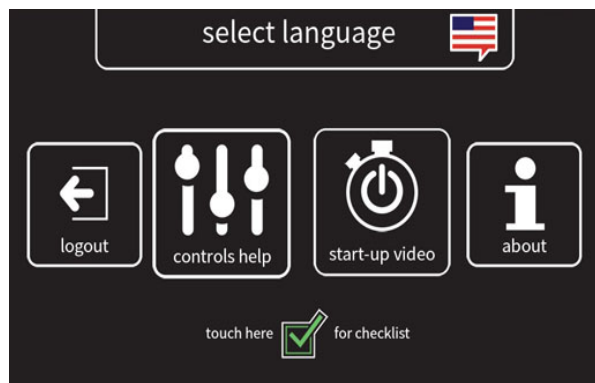 select language
logout
controls help
start-up video
about
touch here
for checklist